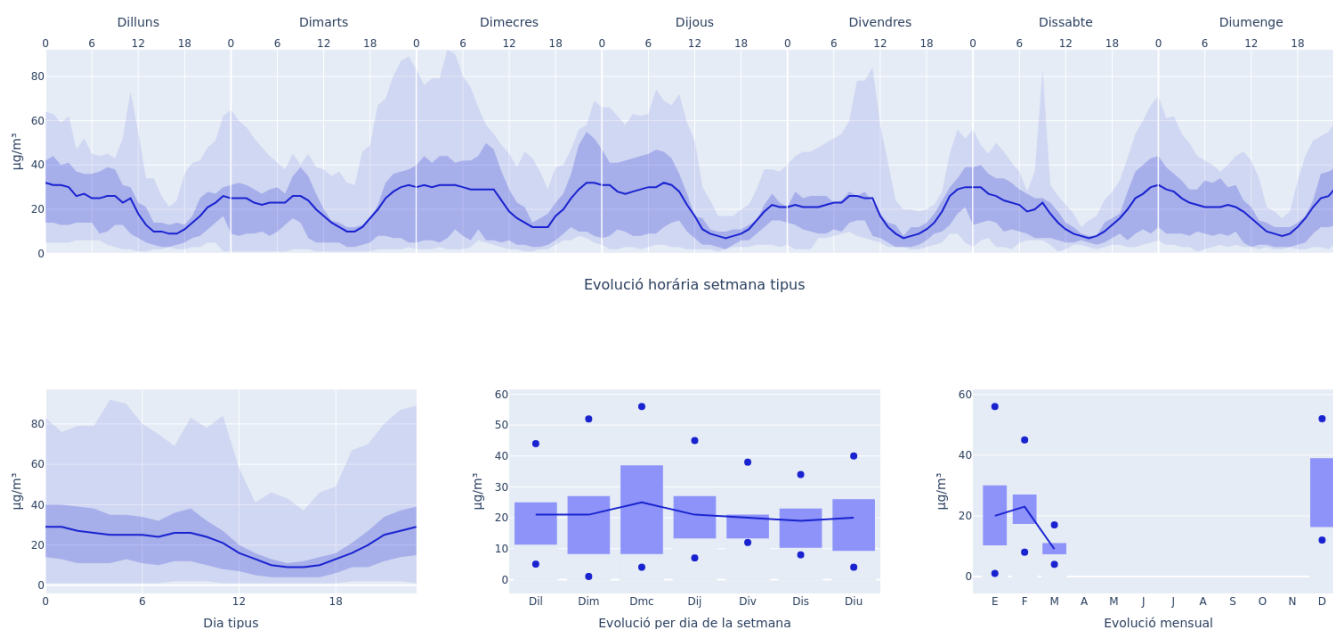 Dilluns Dimarts Dimecres Dijous Divendres Dissabte Diumenge
0 6 12 18 0 6 12 18 0 6 12 18 0 6 12 18 0 6 12 18 0 6 12 18 0 6 12 18
80
60
40
20
0
µg/m³
Evolució horária setmana tipus
80
60
40
20
0
µg/m³
0 6 12 18
Dia tipus
60
50
40
30
20
10
0
µg/m³
Dil Dim Dmc Dij Div Dis Diu
Evolució per dia de la setmana
60
40
20
0
µg/m³
E F M A M J J A S O N D
Evolució mensual